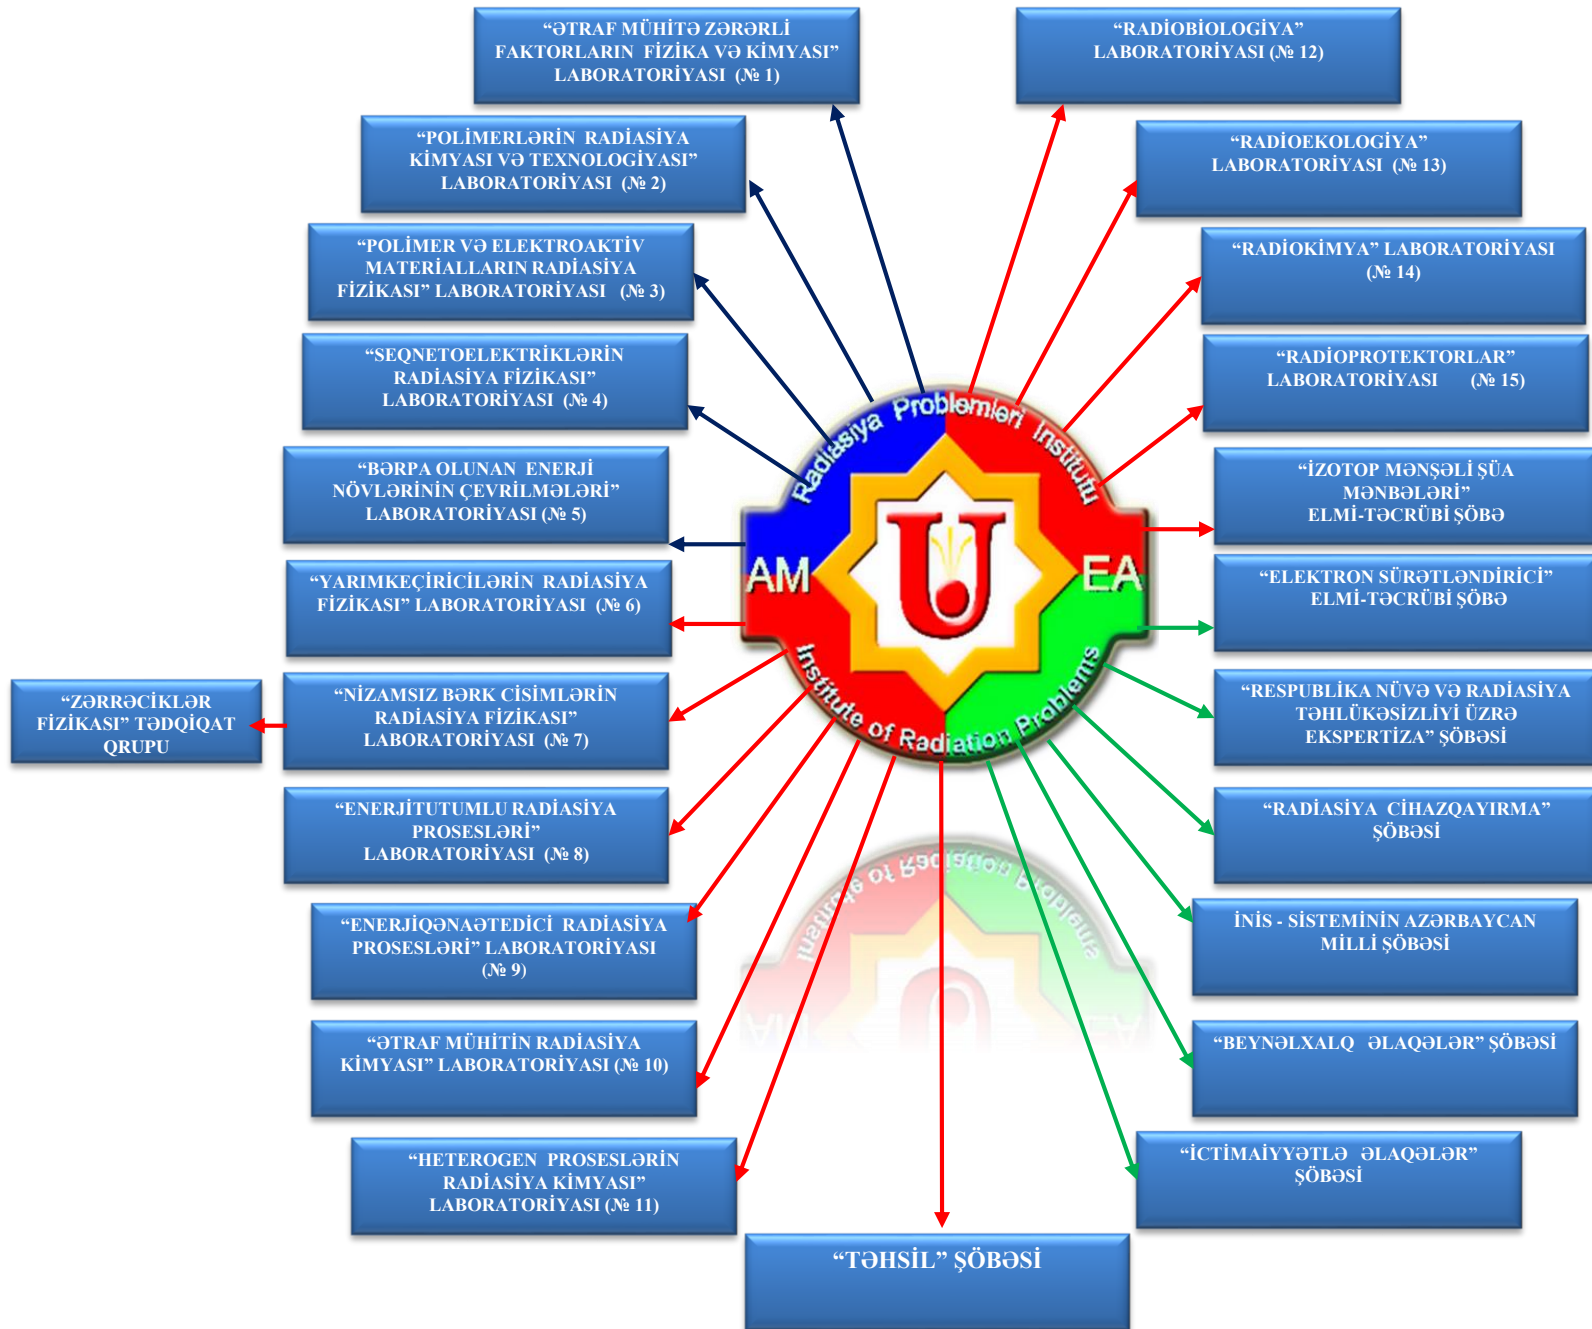 “ƏTRAF MÜHİTƏ ZƏRƏRLİ
FAKTORLARIN FİZİKA VƏ KİMYASI”
LABORATORİYASI (№ 1)
“POLİMERLƏRİN RADİASİYA
KİMYASI VƏ TEXNOLOGİYASI”
LABORATORİYASI (№ 2)
“POLİMER VƏ ELEKTROAKTİV
MATERİALLARIN RADİASİYA
FİZİKASI” LABORATORİYASI (№ 3)
“SEQNETOELEKTRİKLƏRİN
RADİASİYA FİZİKASI”
LABORATORİYASI (№ 4)
“BƏRPA OLUNAN ENERJİ
NÖVLƏRİNİN ÇEVRİLMƏLƏRİ”
LABORATORİYASI (№ 5)
“YARIMKEÇİRİCİLƏRİN RADİASİYA
FİZİKASI” LABORATORİYASI (№ 6)
“NİZAMSIZ BƏRK CİSİMLƏRİN
RADİASİYA FİZİKASI”
LABORATORİYASI (№ 7)
“ZƏRRƏCİKLƏR
FİZİKASI” TƏDQİQAT
QRUPU
“ENERJİTUTUMLU RADİASİYA
PROSESLƏRİ”
LABORATORİYASI (№ 8)
“ENERJİQƏNAƏTEDİCİ RADİASİYA
PROSESLƏRİ” LABORATORİYASI
(№ 9)
“ƏTRAF MÜHİTİN RADİASİYA
KİMYASI” LABORATORİYASI (№ 10)
“HETEROGEN PROSESLƏRİN
RADİASİYA KİMYASI”
LABORATORİYASI (№ 11)
“RADİOBİOLOGİYA”
LABORATORİYASI (№ 12)
“RADİOEKOLOGİYA”
LABORATORİYASI (№ 13)
“RADİOKİMYA” LABORATORİYASI
(№ 14)
“RADİOPROTEKTORLAR”
LABORATORİYASI (№ 15)
“İZOTOP MƏNŞƏLİ ŞÜA
MƏNBƏLƏRİ”
ELMİ-TƏCRÜBİ ŞÖBƏ
“ELEKTRON SÜRƏTLƏNDİRİCİ”
ELMİ-TƏCRÜBİ ŞÖBƏ
“RESPUBLİKA NÜVƏ VƏ RADİASİYA
TƏHLÜKƏSİZLİYİ ÜZRƏ
EKSPERTİZA” ŞÖBƏSİ
“RADİASİYA CİHAZQAYIRMA”
ŞÖBƏSİ
İNİS - SİSTEMİNİN AZƏRBAYCAN
MİLLİ ŞÖBƏSİ
“BEYNƏLXALQ ƏLAQƏLƏR” ŞÖBƏSİ
“İCTİMAİYYƏTLƏ ƏLAQƏLƏR”
ŞÖBƏSİ
“TƏHSİL” ŞÖBƏSİ
Radiasiya Problemləri Institutu
AM
EA
Institute of Radiation Problems